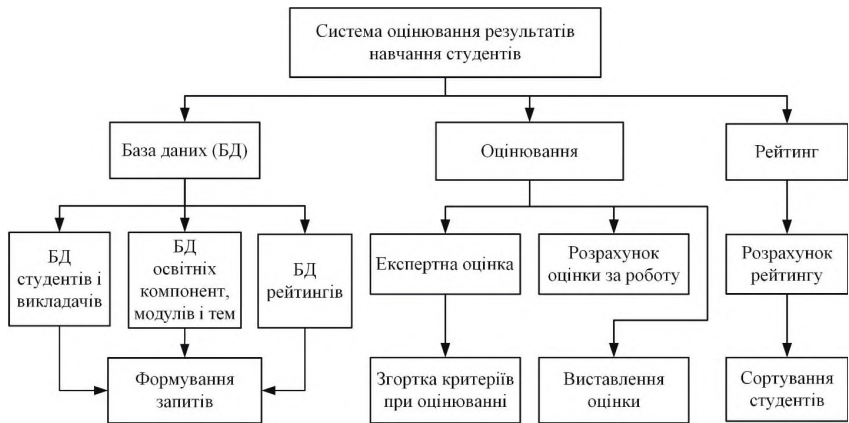 Система оцінювання результатів
навчання студентів
База даних (БД)
Оцінювання
Рейтинг
БД
студентів і
викладачів
БД
освітніх
компонент,
модулів і тем
БД
рейтингів
Експертна оцінка
Розрахунок
оцінки за роботу
Розрахунок
рейтингу
Формування
запитів
Згортка критеріїв
при оцінюванні
Виставлення
оцінки
Сортування
студентів